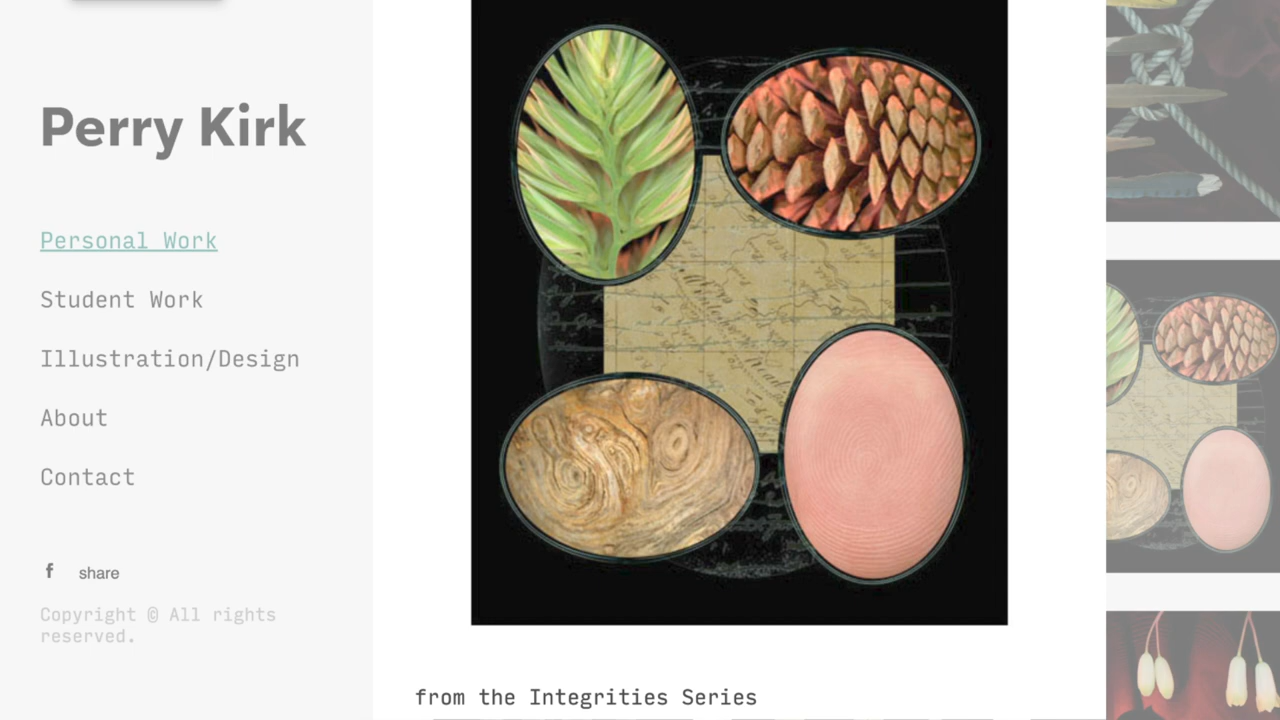 Perry Kirk
Personal Work
Student Work
Illustration/Design
About
Contact
f share
Copyright © All rights
reserved.
from the Integrities Series